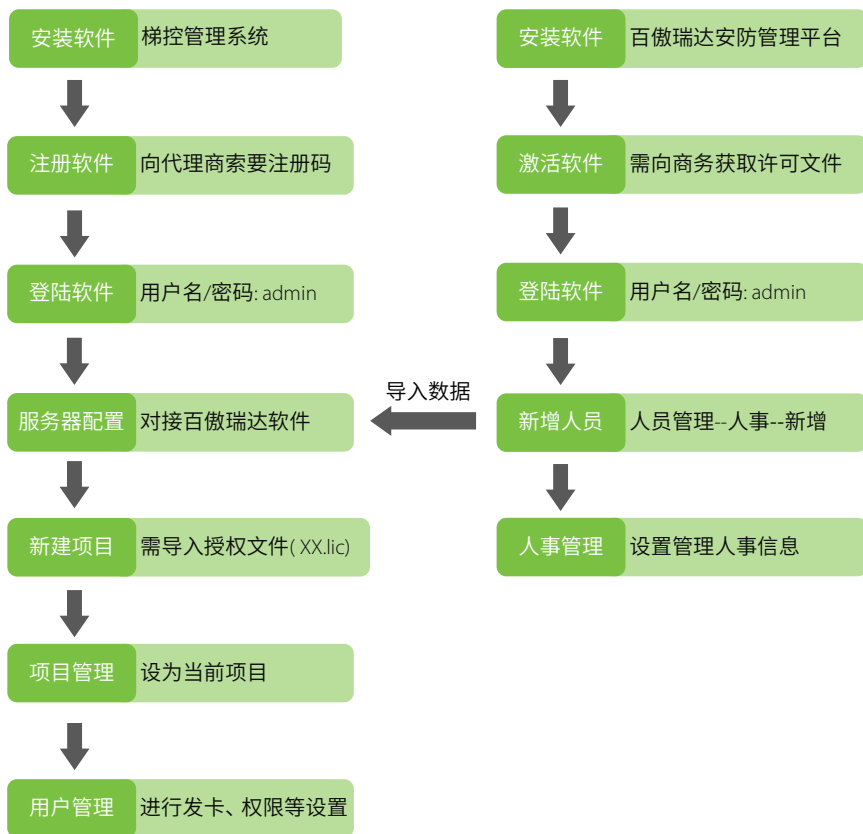 安装软件 梯控管理系统
注册软件 向代理商索要注册码
登陆软件 用户名/密码: admin
服务器配置 对接百傲瑞达软件
新建项目 需导入授权文件( XX.lic)
项目管理 设为当前项目
用户管理 进行发卡、权限等设置
导入数据
安装软件 百傲瑞达安防管理平台
激活软件 需向商务获取许可文件
登陆软件 用户名/密码: admin
新增人员 人员管理--人事--新增
人事管理 设置管理人事信息